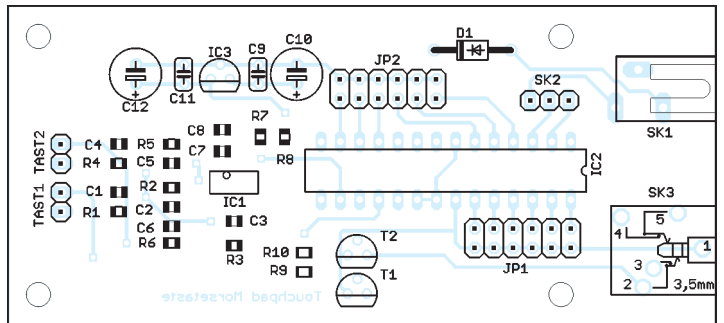 C10
D1
IC3
C9
JP2
C12
C11
SK2
SK1
TAST2
C4
R5
C8
R7
R4
C5
C7
R8
IC2
TAST1
C1
R2
IC1
SK3
R1
C2
C3
5
4
C6
R6
R3
R10
T2
1
R9
T1
JP1
3
2
3,5mm
Touchpad Morsetaste